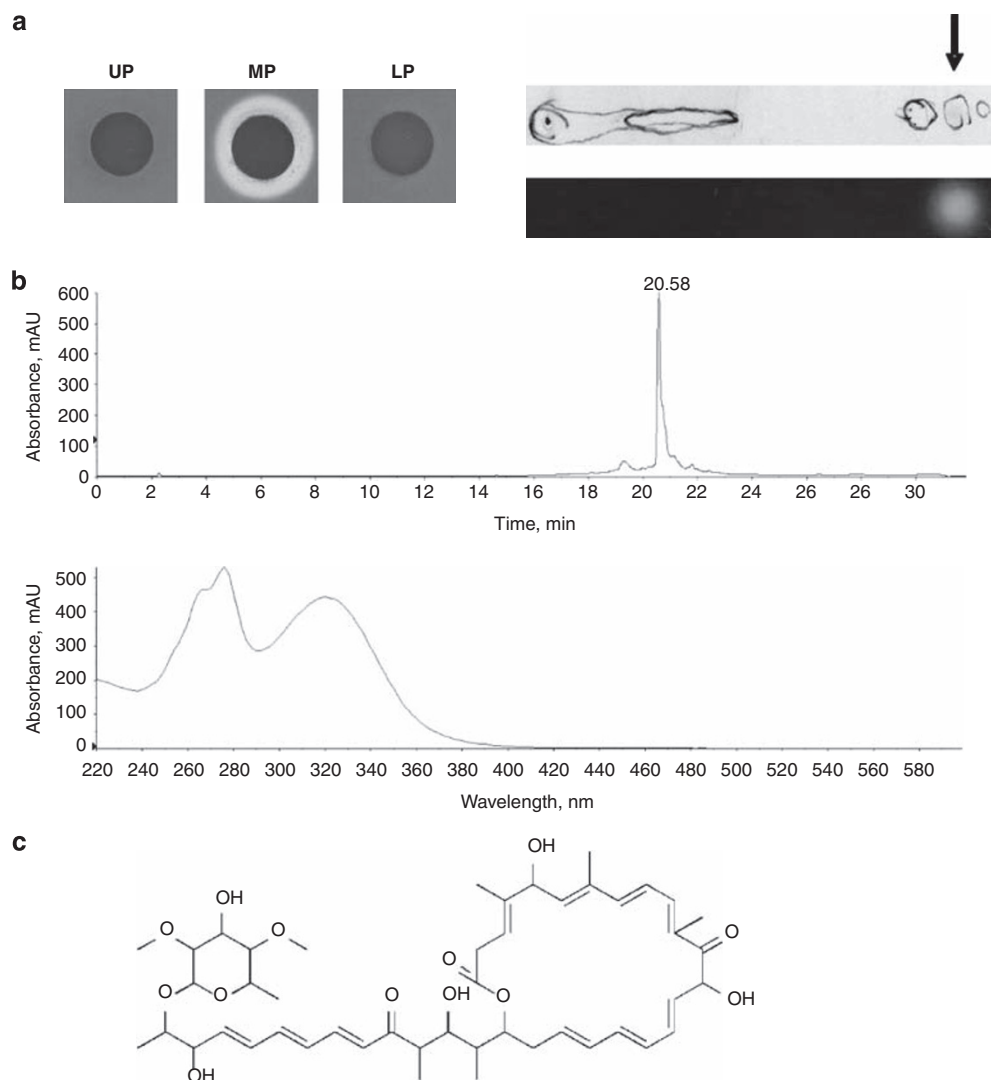 a
UP MP LP
b
20.58
600
500
400
300
200
100
0
Absorbance, mAU
0 2 4 6 8 10 12 14 16 18 20 22 24 26 26 30
Time, min
500
400
300
200
100
0
Absorbance, mAU
220 240 260 280 300 320 340 360 380 400 420 440 460 480 500 520 540 560 580
Wavelength, nm
c
OH
OH
O O
O
O
O O
OH
O
OH
O
O
OH